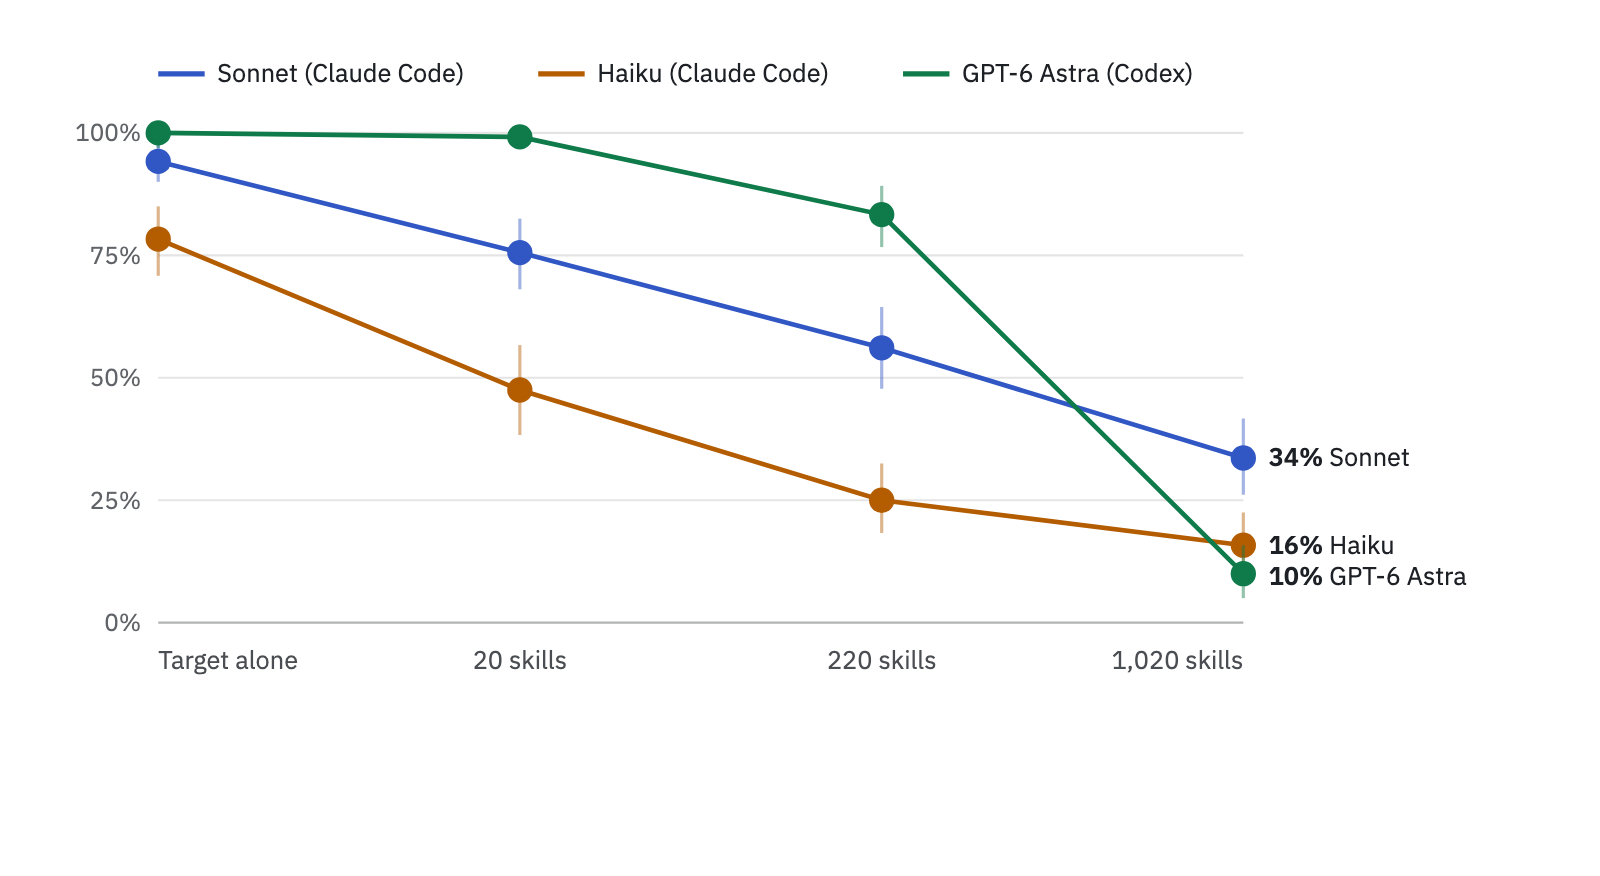 Sonnet (Claude Code) Haiku (Claude Code) GPT-6 Astra (Codex)
100%
75%
50%
25%
0%
34% Sonnet
16% Haiku
10% GPT-6 Astra
Target alone 20 skills 220 skills 1,020 skills